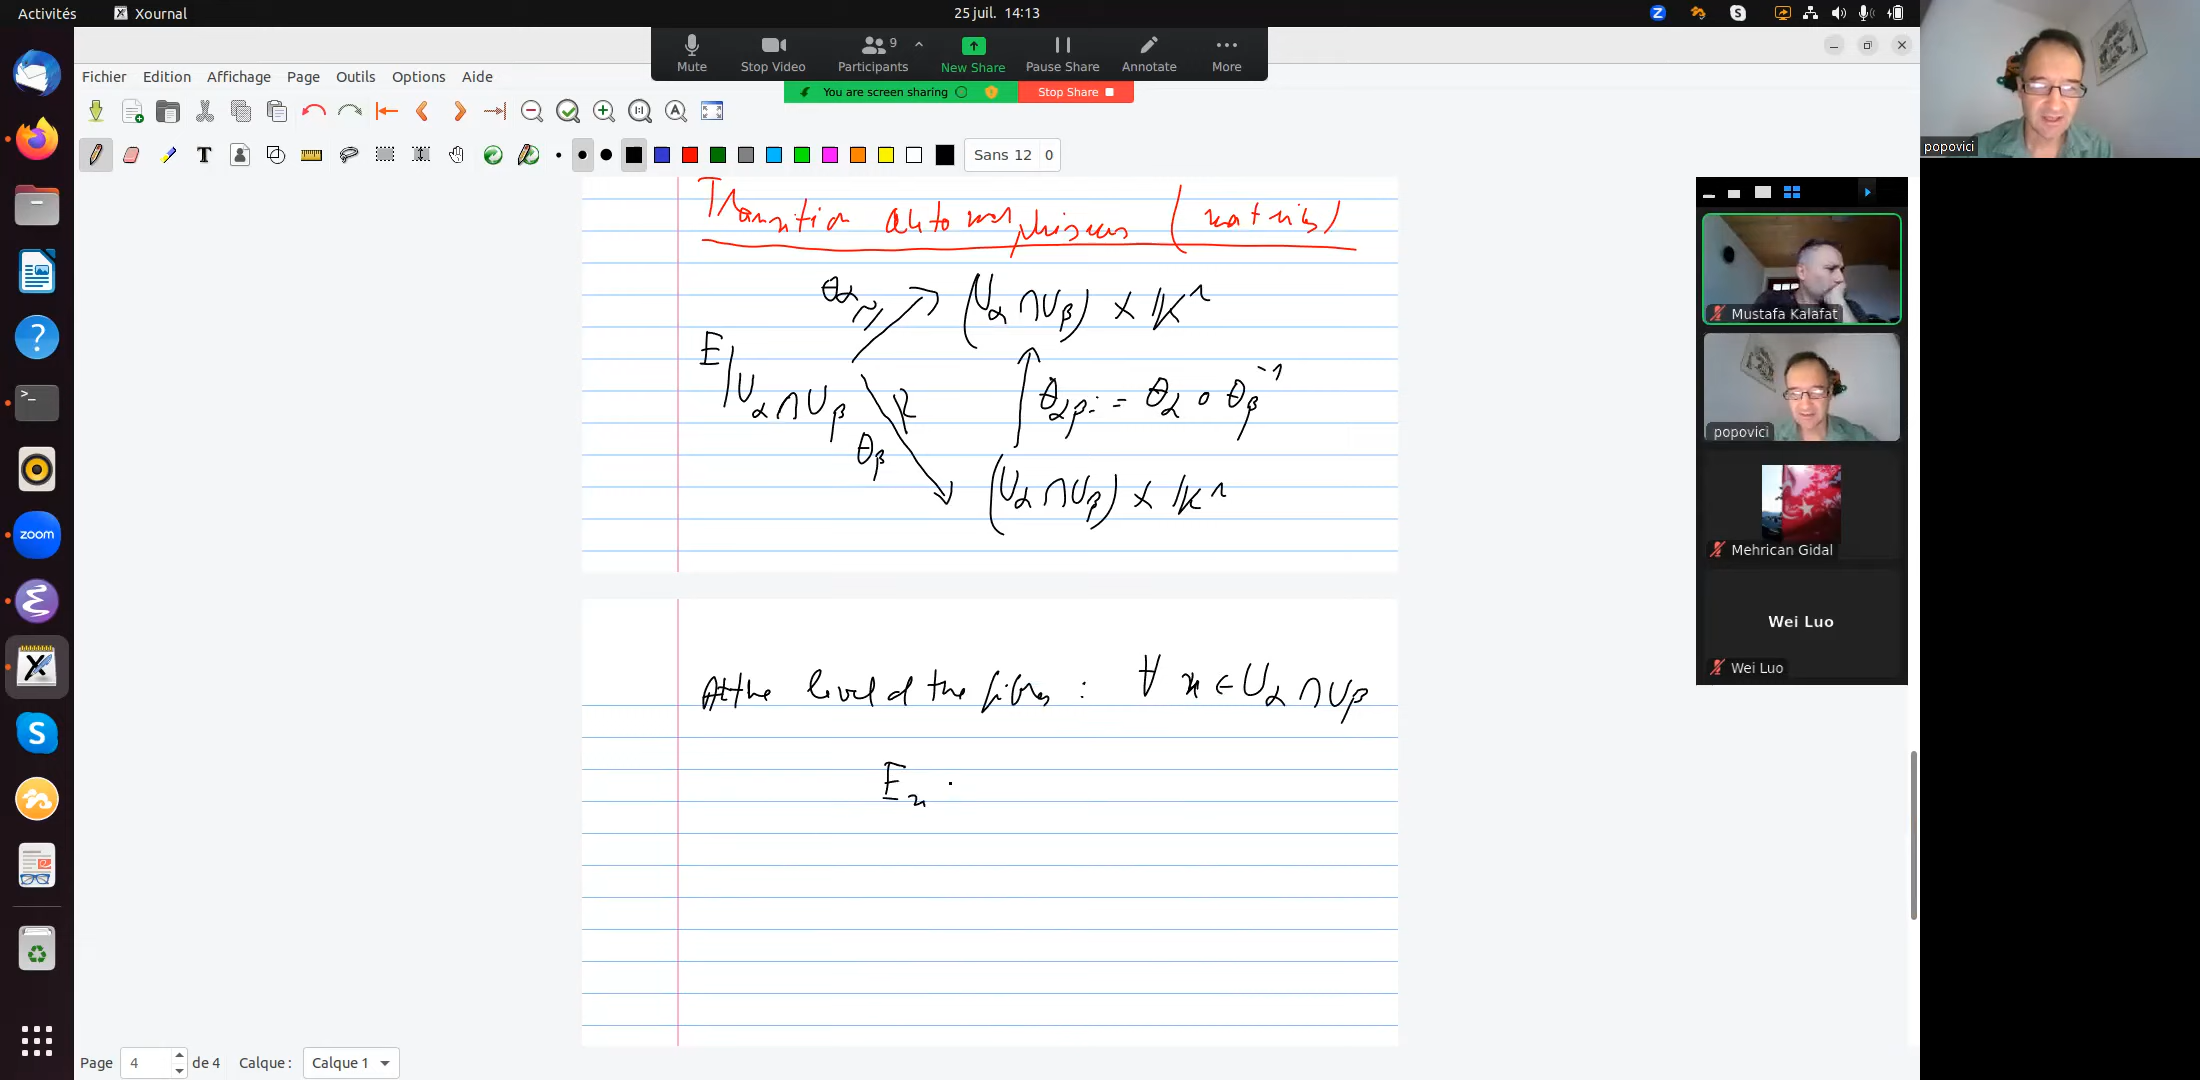 Activités
Xournal
25 juil. 14:13
Mute
Stop Video
Participants 9
New Share
Pause Share
Annotate
More
You are screen sharing
Stop Share
Fichier Edition Affichage Page Outils Options Aide
Sans 12 0
Transition automorphisms (matrices)
θα ≃ (Uα ∩ Uβ) × 𝕂^r
E|Uα ∩ Uβ
θαβ := θα ∘ θβ^-1
θβ
(Uα ∩ Uβ) × 𝕂^r
At the level of the fibres : ∀ x ∈ Uα ∩ Uβ
E_x
popovici
Mustafa Kalafat
popovici
Mehrican Gidal
Wei Luo
Wei Luo
zoom
Page 4 de 4 Calque : Calque 1